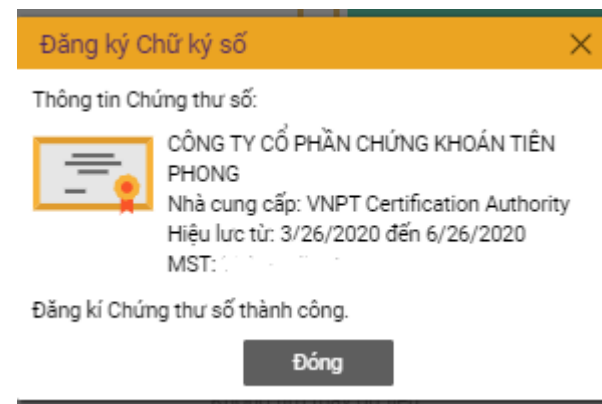 Đăng ký Chữ ký số
Thông tin Chứng thư số:
CÔNG TY CỔ PHẦN CHỨNG KHOÁN TIÊN
PHONG
Nhà cung cấp: VNPT Certification Authority
Hiệu lưc từ: 3/26/2020 đến 6/26/2020
MST:
Đăng kí Chứng thư số thành công.
Đóng